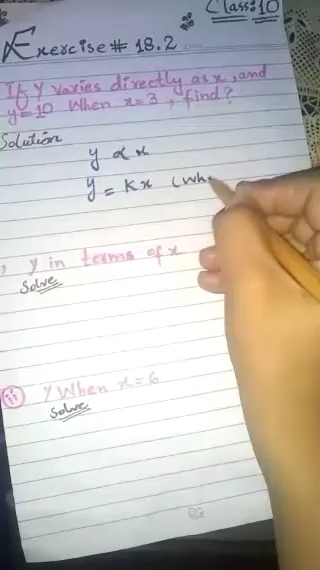 Class:10
Exercise# 18.2
If Y varies directly as x, and
y=10 When x=3, find?
Solution
y ∝ x
y = Kx (Whe
, y in terms of x
Solve
(ii) Y When x=6
Solve